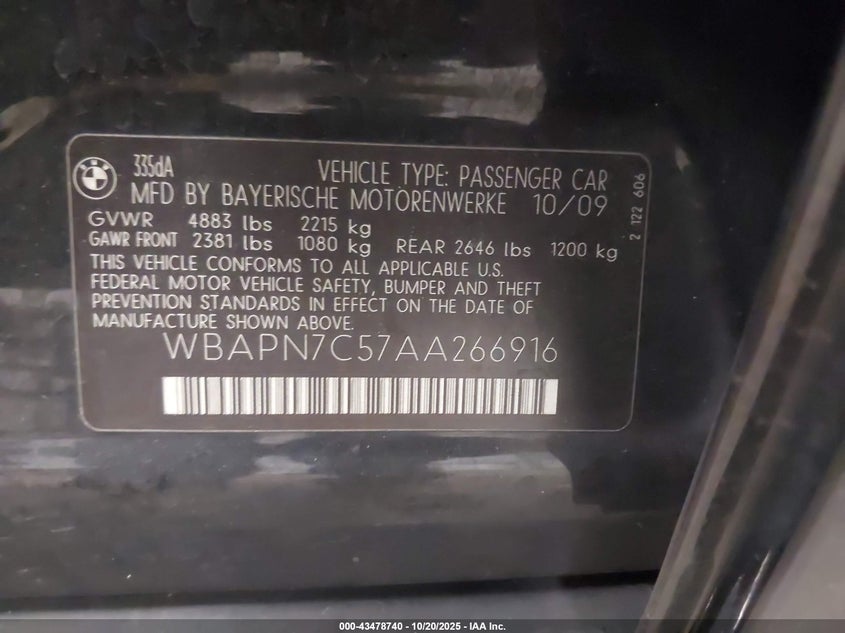 335dA
VEHICLE TYPE: PASSENGER CAR
MFD BY BAYERISCHE MOTORENWERKE 10/09
GVWR 4883 lbs 2215 kg
GAWR FRONT 2381 lbs 1080 kg REAR 2646 lbs 1200 kg
THIS VEHICLE CONFORMS TO ALL APPLICABLE U.S.
FEDERAL MOTOR VEHICLE SAFETY, BUMPER AND THEFT
PREVENTION STANDARDS IN EFFECT ON THE DATE OF
MANUFACTURE SHOWN ABOVE.
WBAPN7C57AA266916
2 122 606
BMW
000-43478740 - 10/20/2025 - IAA Inc.